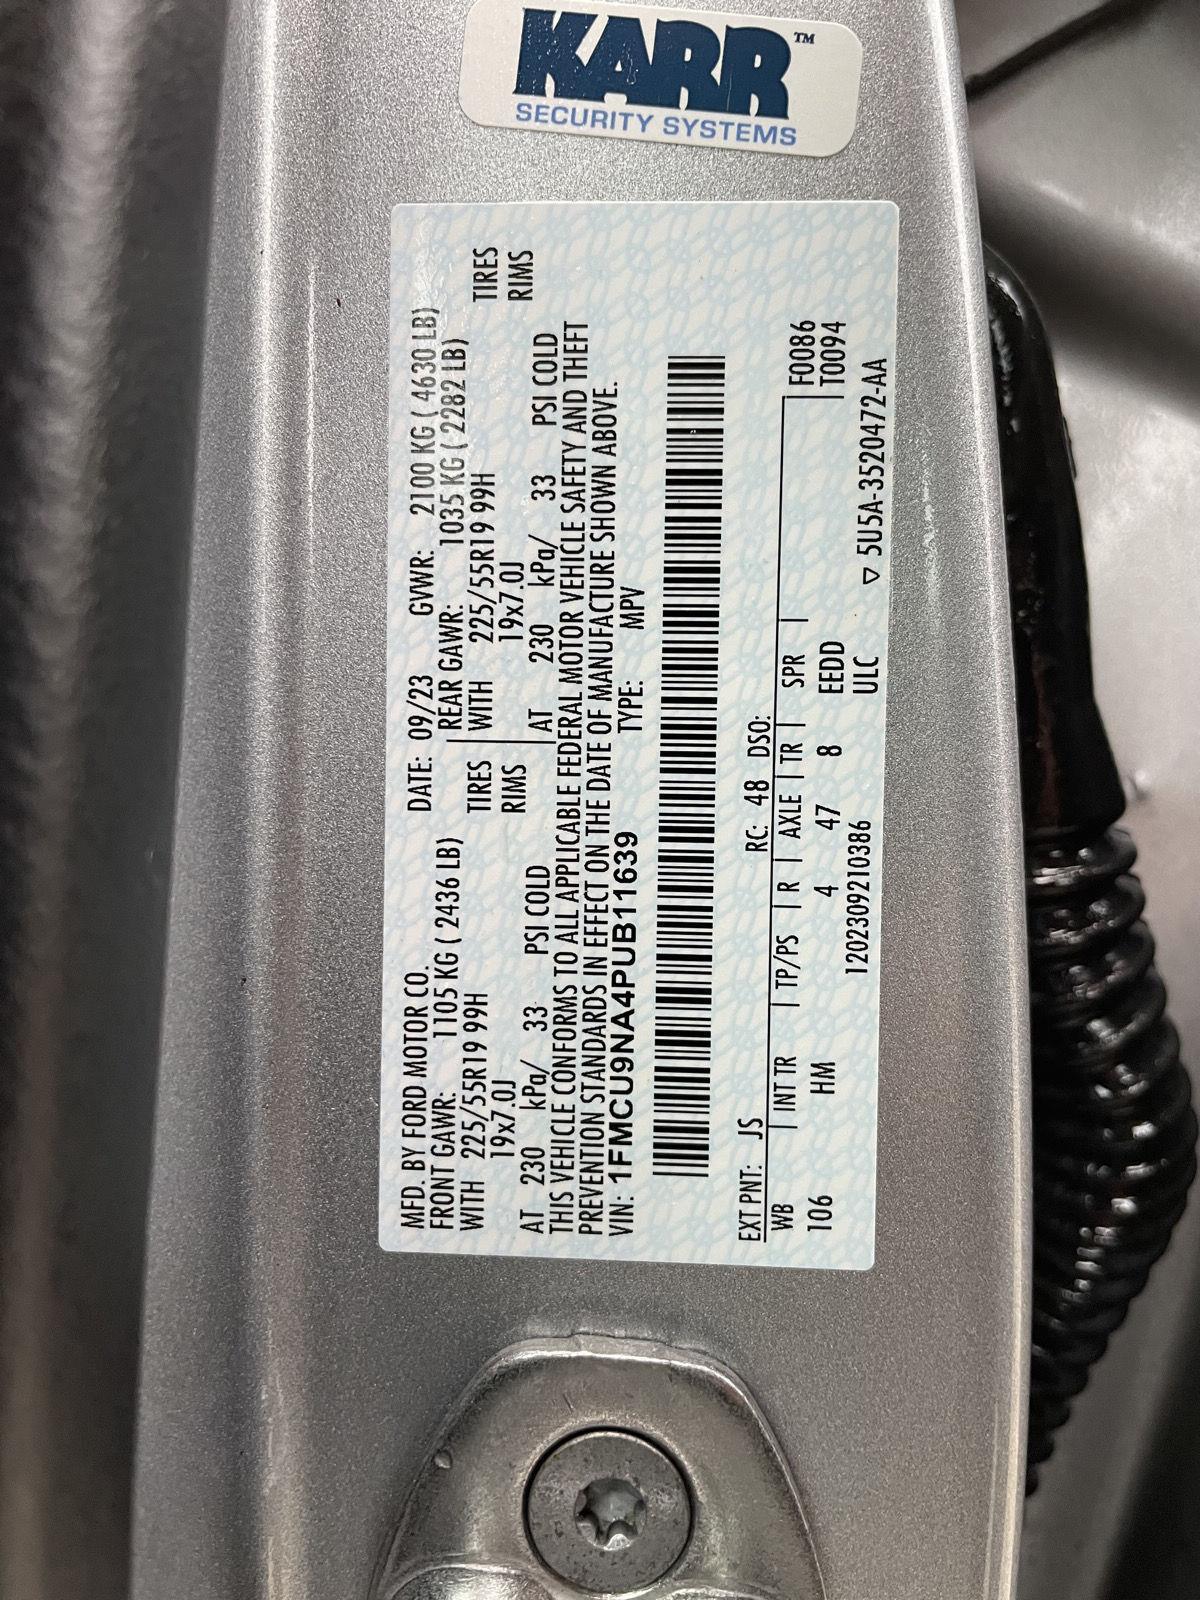 KARR™
SECURITY SYSTEMS
MFD. BY FORD MOTOR CO.
DATE: 09/23 GVWR: 2100 KG ( 4630 LB)
FRONT GAWR: 1105 KG ( 2436 LB)
REAR GAWR: 1035 KG ( 2282 LB)
WITH 225/55R19 99H TIRES
WITH 225/55R19 99H TIRES
19x7.0J RIMS
19x7.0J RIMS
AT 230 kPa/ 33 PSI COLD
AT 230 kPa/ 33 PSI COLD
THIS VEHICLE CONFORMS TO ALL APPLICABLE FEDERAL MOTOR VEHICLE SAFETY AND THEFT
PREVENTION STANDARDS IN EFFECT ON THE DATE OF MANUFACTURE SHOWN ABOVE.
VIN: 1FMCU9NA4PUB11639 TYPE: MPV
EXT PNT: JS RC: 48 DSO:
WB | INT TR | TP/PS | R | AXLE | TR | SPR | F0086
106 HM 4 47 8 EEDD T0094
1202309210386 ULC ▽ 5U5A-3520472-AA